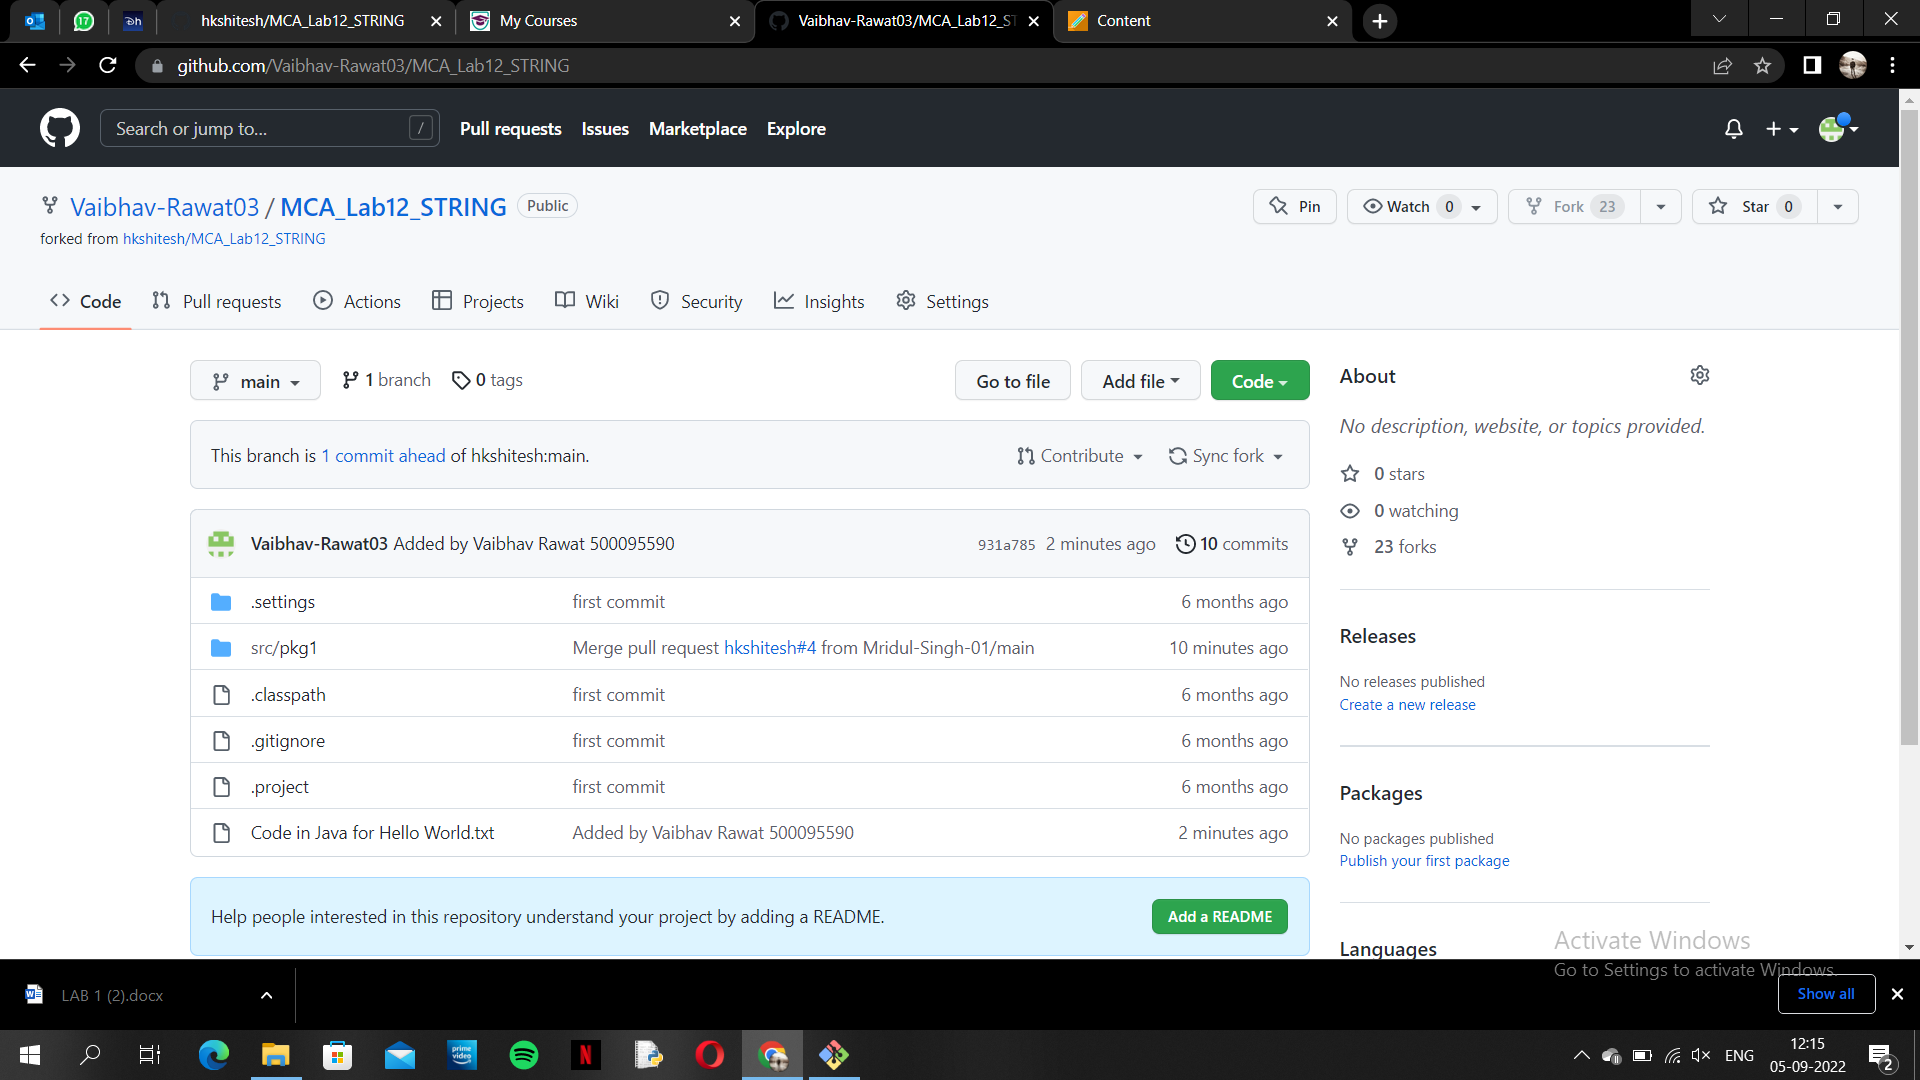 17
Dh
hkshitesh/MCA_Lab12_STRING
My Courses
Vaibhav-Rawat03/MCA_Lab12_ST
Content
github.com/Vaibhav-Rawat03/MCA_Lab12_STRING
Search or jump to...
/
Pull requests
Issues
Marketplace
Explore
Vaibhav-Rawat03 / MCA_Lab12_STRING
Public
Pin
Watch 0
Fork 23
Star 0
forked from hkshitesh/MCA_Lab12_STRING
Code
Pull requests
Actions
Projects
Wiki
Security
Insights
Settings
main
1 branch
0 tags
Go to file
Add file
Code
This branch is 1 commit ahead of hkshitesh:main.
Contribute
Sync fork
Vaibhav-Rawat03 Added by Vaibhav Rawat 500095590
931a785 2 minutes ago
10 commits
.settings
first commit
6 months ago
src/pkg1
Merge pull request hkshitesh#4 from Mridul-Singh-01/main
10 minutes ago
.classpath
first commit
6 months ago
.gitignore
first commit
6 months ago
.project
first commit
6 months ago
Code in Java for Hello World.txt
Added by Vaibhav Rawat 500095590
2 minutes ago
Help people interested in this repository understand your project by adding a README.
Add a README
About
No description, website, or topics provided.
0 stars
0 watching
23 forks
Releases
No releases published
Create a new release
Packages
No packages published
Publish your first package
Languages
Activate Windows
Go to Settings to activate Windows.
LAB 1 (2).docx
Show all
prime video
N
ENG
12:15
05-09-2022
2